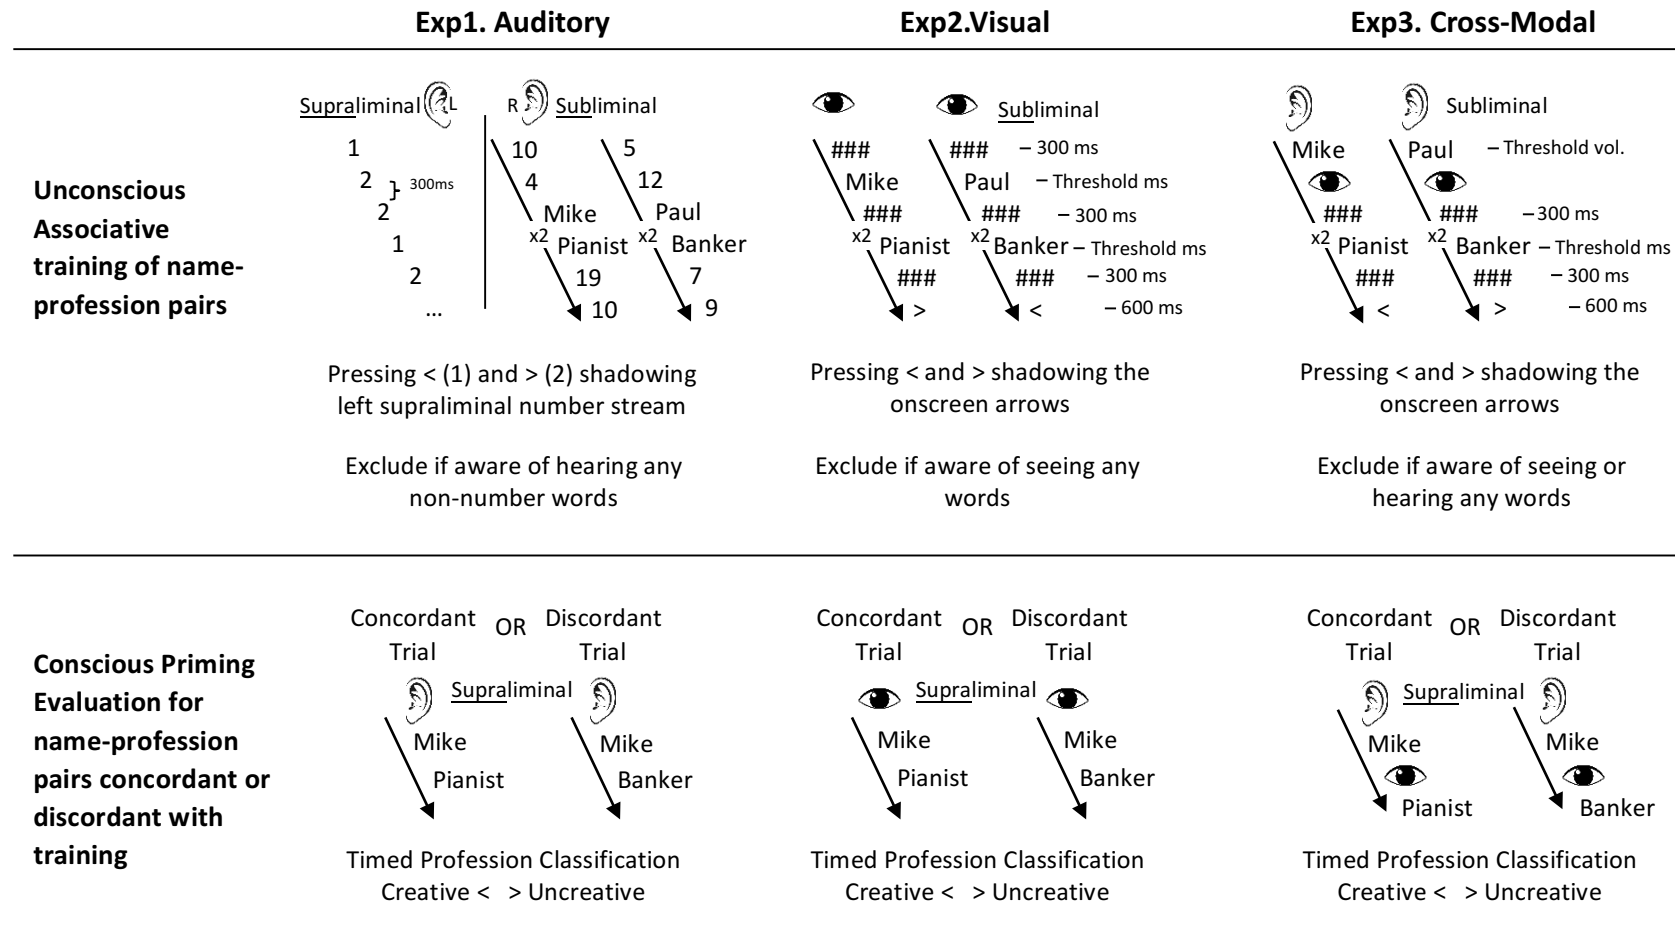 Exp1. Auditory
Exp2.Visual
Exp3. Cross-Modal
Unconscious
Associative
training of name-
profession pairs
Supraliminal L
R Subliminal
1
2
300ms
2
1
2
...
10
4
Mike
x2 Pianist
19
10
5
12
Paul
x2 Banker
7
9
Pressing < (1) and > (2) shadowing
left supraliminal number stream
Exclude if aware of hearing any
non-number words
Subliminal
###
Mike
###
x2 Pianist
###
>
### – 300 ms
Paul – Threshold ms
### – 300 ms
x2 Banker – Threshold ms
### – 300 ms
< – 600 ms
Pressing < and > shadowing the
onscreen arrows
Exclude if aware of seeing any
words
Subliminal
Mike
###
x2 Pianist
###
<
Paul – Threshold vol.
### –300 ms
x2 Banker – Threshold ms
### – 300 ms
> – 600 ms
Pressing < and > shadowing the
onscreen arrows
Exclude if aware of seeing or
hearing any words
Conscious Priming
Evaluation for
name-profession
pairs concordant or
discordant with
training
Concordant OR Discordant
Trial Trial
Supraliminal
Mike Mike
Pianist Banker
Timed Profession Classification
Creative < > Uncreative
Concordant OR Discordant
Trial Trial
Supraliminal
Mike Mike
Pianist Banker
Timed Profession Classification
Creative < > Uncreative
Concordant OR Discordant
Trial Trial
Supraliminal
Mike Mike
Pianist Banker
Timed Profession Classification
Creative < > Uncreative